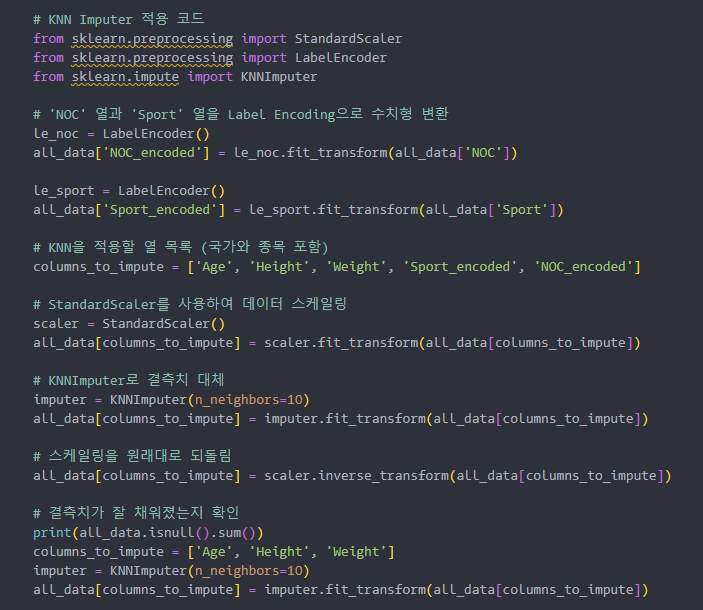 # KNN Imputer 적용 코드
from sklearn.preprocessing import StandardScaler
from sklearn.preprocessing import LabelEncoder
from sklearn.impute import KNNImputer
# 'NOC' 열과 'Sport' 열을 Label Encoding으로 수치형 변환
le_noc = LabelEncoder()
all_data['NOC_encoded'] = le_noc.fit_transform(all_data['NOC'])
le_sport = LabelEncoder()
all_data['Sport_encoded'] = le_sport.fit_transform(all_data['Sport'])
# KNN을 적용할 열 목록 (국가와 종목 포함)
columns_to_impute = ['Age', 'Height', 'Weight', 'Sport_encoded', 'NOC_encoded']
# StandardScaler를 사용하여 데이터 스케일링
scaler = StandardScaler()
all_data[columns_to_impute] = scaler.fit_transform(all_data[columns_to_impute])
# KNNImputer로 결측치 대체
imputer = KNNImputer(n_neighbors=10)
all_data[columns_to_impute] = imputer.fit_transform(all_data[columns_to_impute])
# 스케일링을 원래대로 되돌림
all_data[columns_to_impute] = scaler.inverse_transform(all_data[columns_to_impute])
# 결측치가 잘 채워졌는지 확인
print(all_data.isnull().sum())
columns_to_impute = ['Age', 'Height', 'Weight']
imputer = KNNImputer(n_neighbors=10)
all_data[columns_to_impute] = imputer.fit_transform(all_data[columns_to_impute])